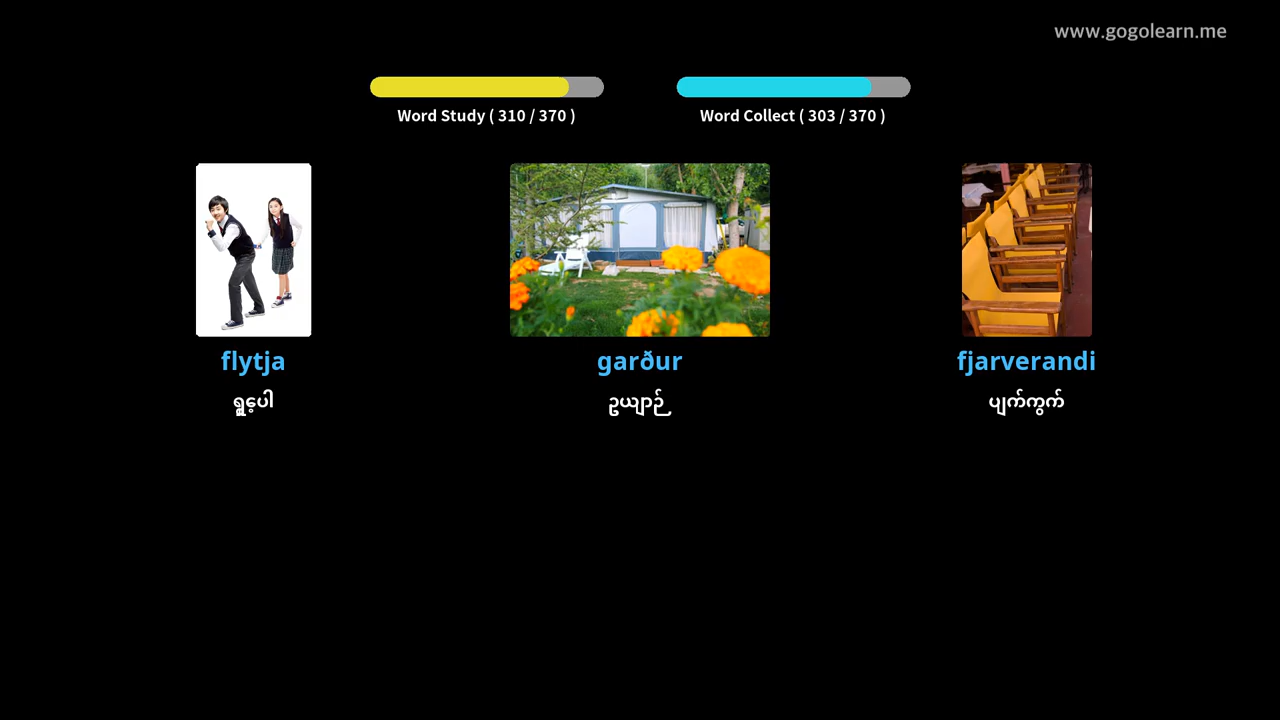 www.gogolearn.me
Word Study ( 310 / 370 )
Word Collect ( 303 / 370 )
flytja
garður
fjarverandi
ရွှေ့ပေါ
ဥယျာဉ်
ပျက်ကွက်